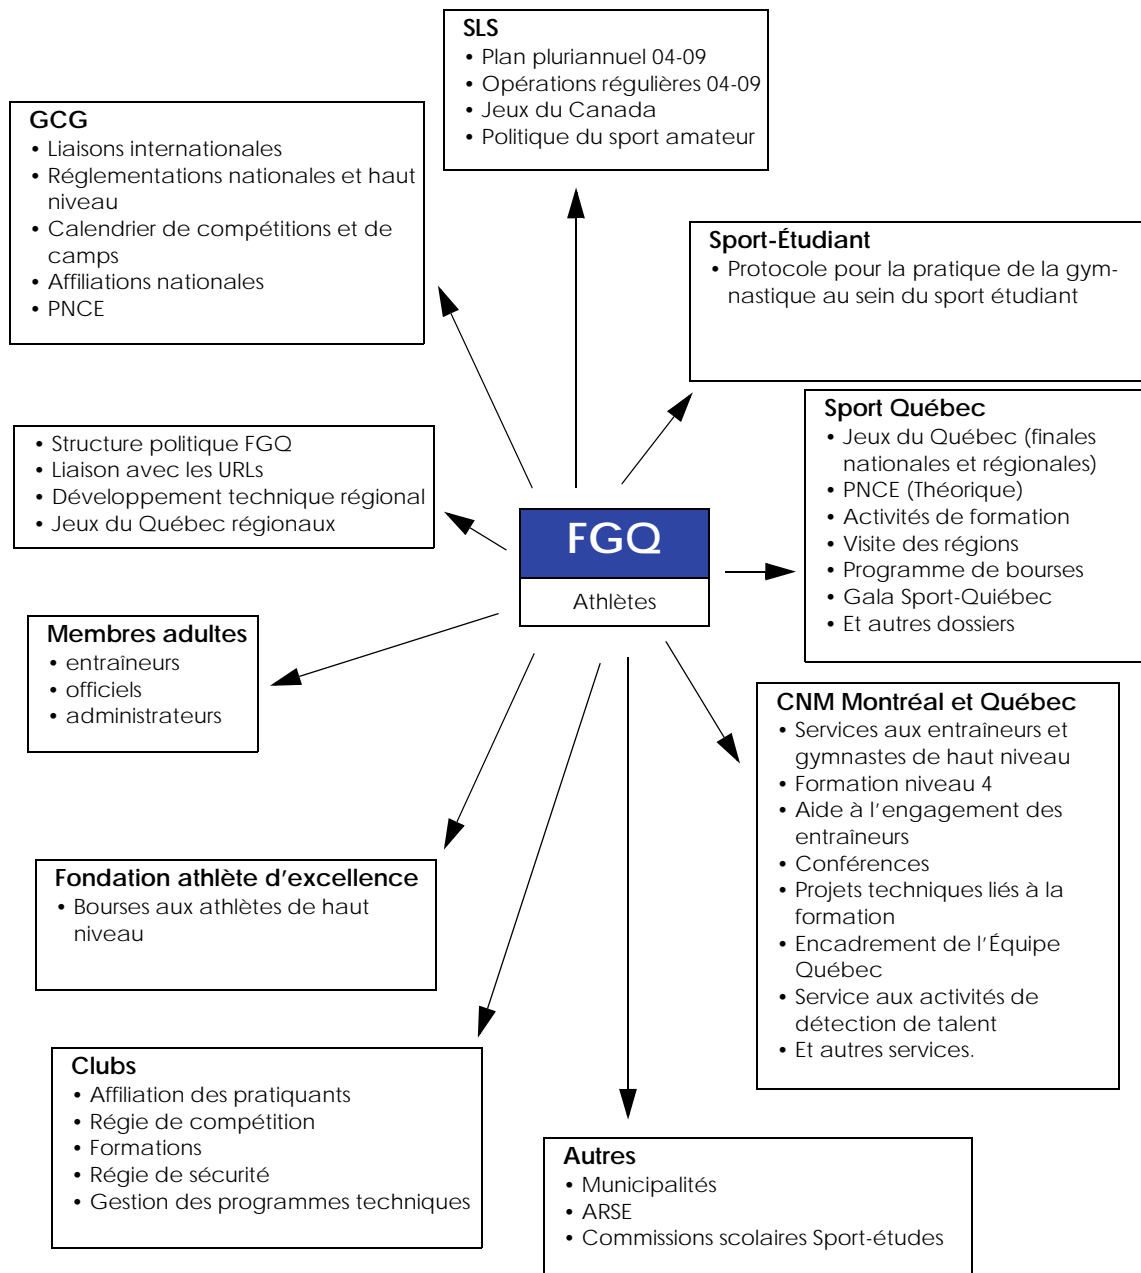 SLS
• Plan pluriannuel 04-09
• Opérations régulières 04-09
• Jeux du Canada
• Politique du sport amateur
GCG
• Liaisons internationales
• Réglementations nationales et haut
niveau
• Calendrier de compétitions et de
camps
• Affiliations nationales
• PNCE
Sport-Étudiant
• Protocole pour la pratique de la gym-
nastique au sein du sport étudiant
Sport Québec
• Jeux du Québec (finales
nationales et régionales)
• PNCE (Théorique)
• Activités de formation
• Visite des régions
• Programme de bourses
• Gala Sport-Quiébec
• Et autres dossiers
• Structure politique FGQ
• Liaison avec les URLs
• Développement technique régional
• Jeux du Québec régionaux
FGQ
Athlètes
Membres adultes
• entraîneurs
• officiels
• administrateurs
CNM Montréal et Québec
• Services aux entraîneurs et
gymnastes de haut niveau
• Formation niveau 4
• Aide à l'engagement des
entraîneurs
• Conférences
• Projets techniques liés à la
formation
• Encadrement de l'Équipe
Québec
• Service aux activités de
détection de talent
• Et autres services.
Fondation athlète d'excellence
• Bourses aux athlètes de haut
niveau
Clubs
• Affiliation des pratiquants
• Régie de compétition
• Formations
• Régie de sécurité
• Gestion des programmes techniques
Autres
• Municipalités
• ARSE
• Commissions scolaires Sport-études